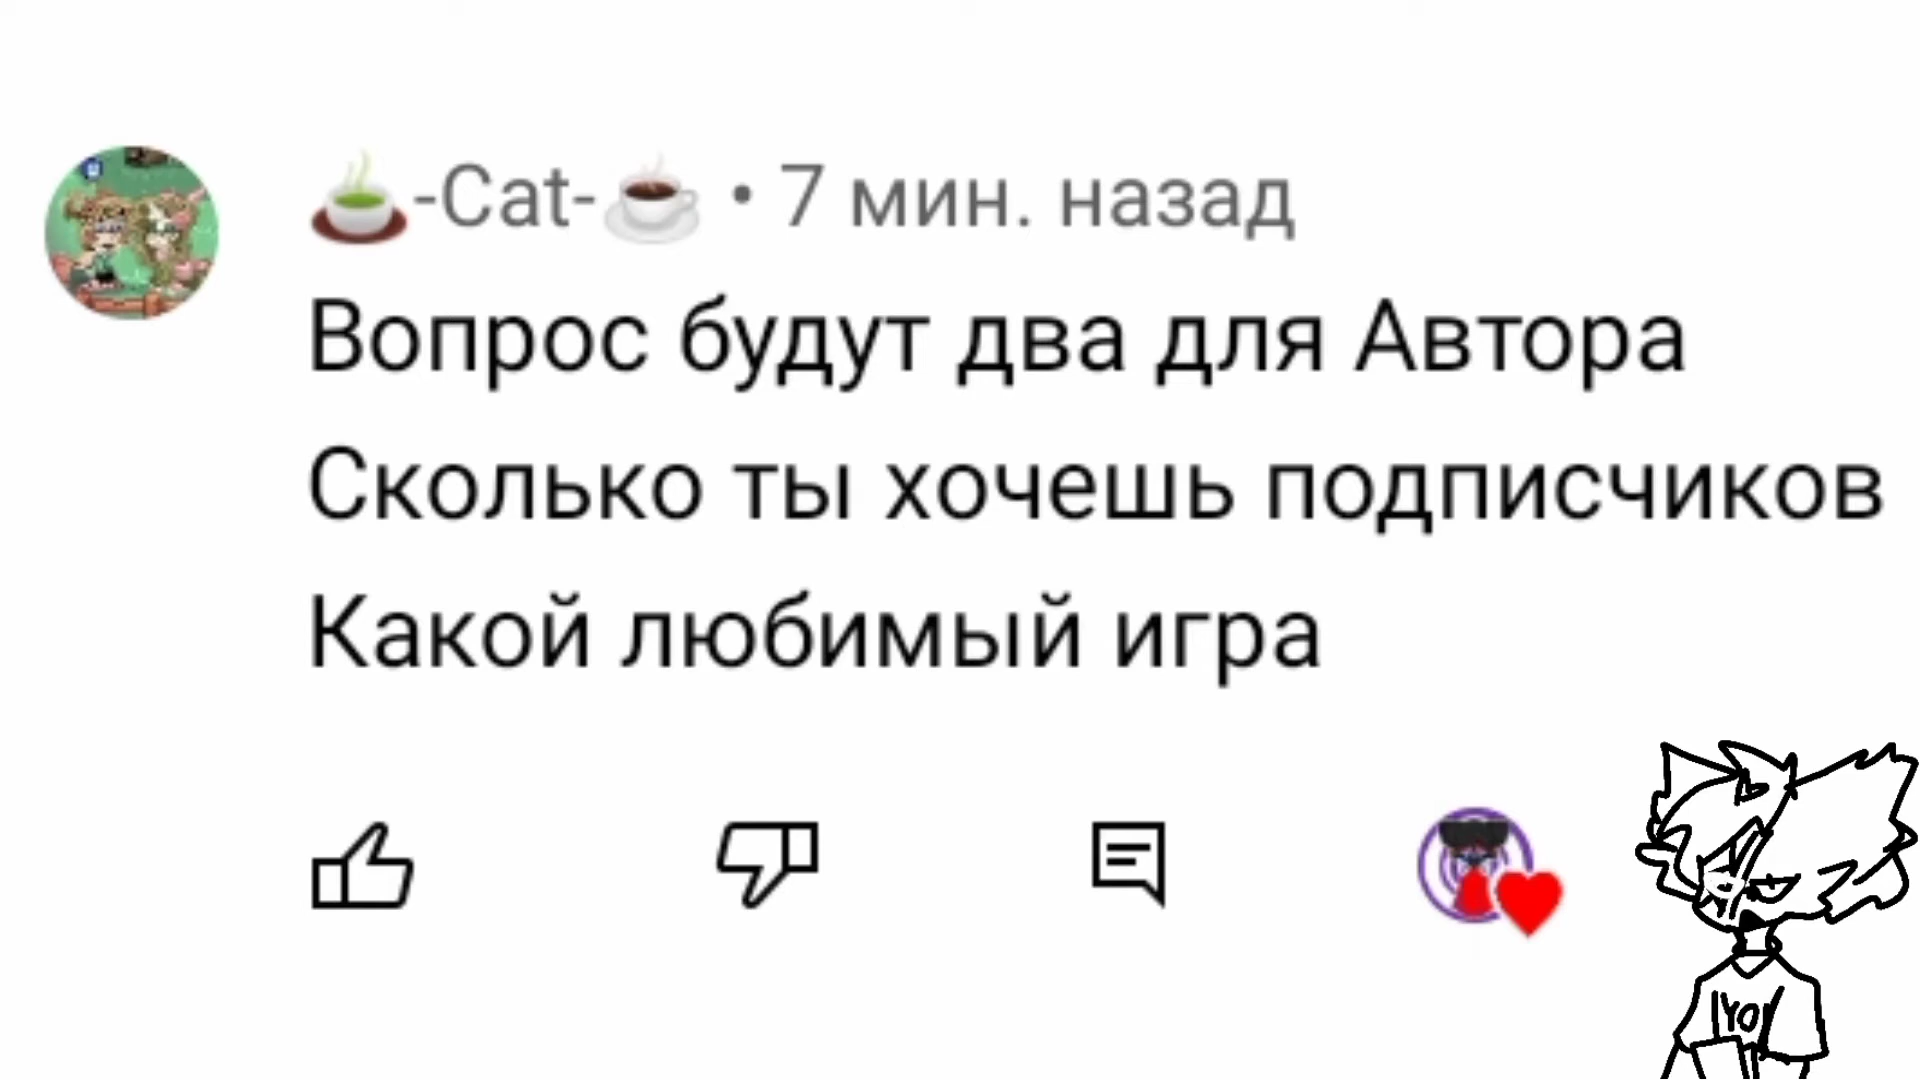 🍵-Cat-☕ • 7 мин. назад
Вопрос будут два для Автора
Сколько ты хочешь подписчиков
Какой любимый игра
YO